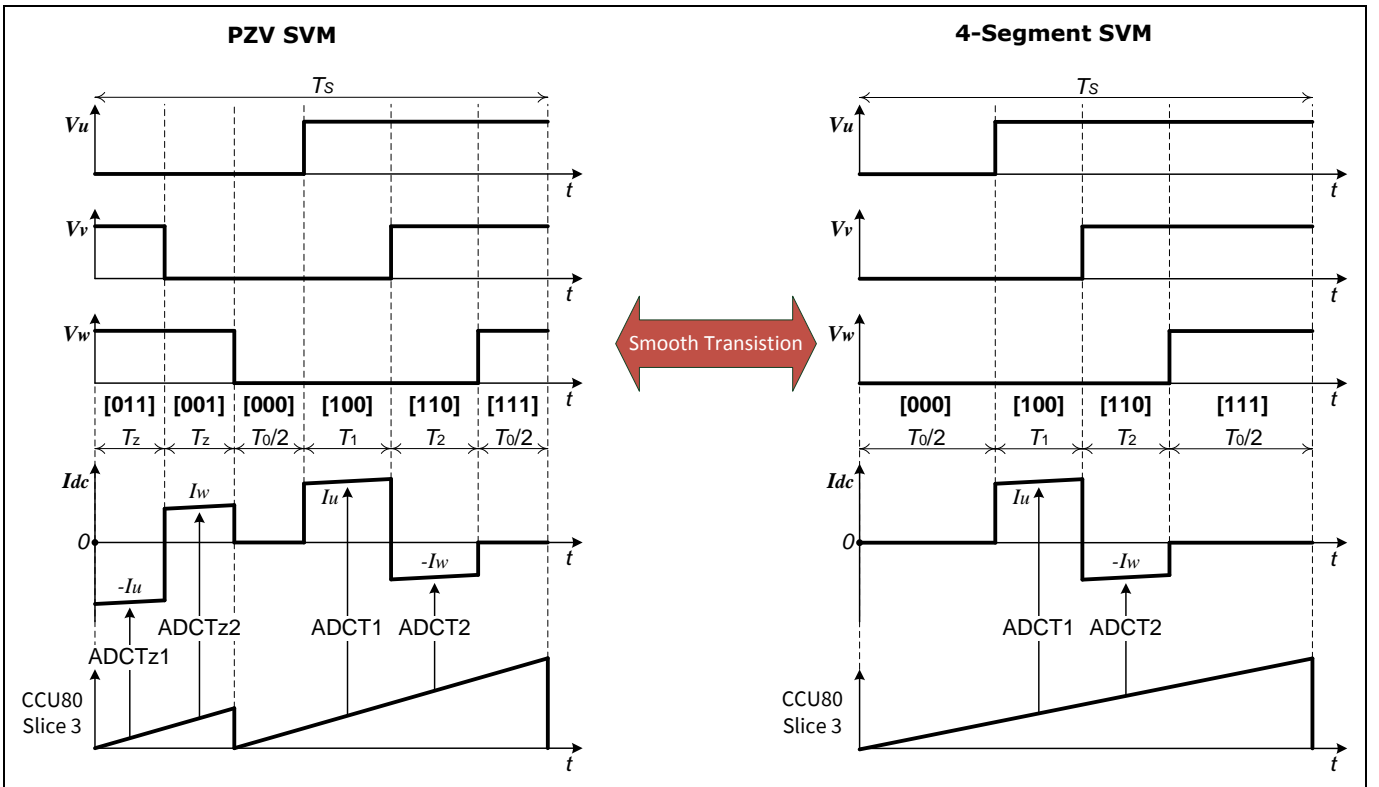 PZV SVM
TS
Vu
t
Vv
t
Vw
t
[011] [001] [000] [100] [110] [111]
Tz Tz T0/2 T1 T2 T0/2
Idc
Iw
Iu
0
t
-Iu
-Iw
ADCTz2 ADCT1 ADCT2
ADCTz1
CCU80
Slice 3
t
Smooth Transistion
4-Segment SVM
TS
Vu
t
Vv
t
Vw
t
[000] [100] [110] [111]
T0/2 T1 T2 T0/2
Idc
Iu
0
t
-Iw
ADCT1 ADCT2
CCU80
Slice 3
t